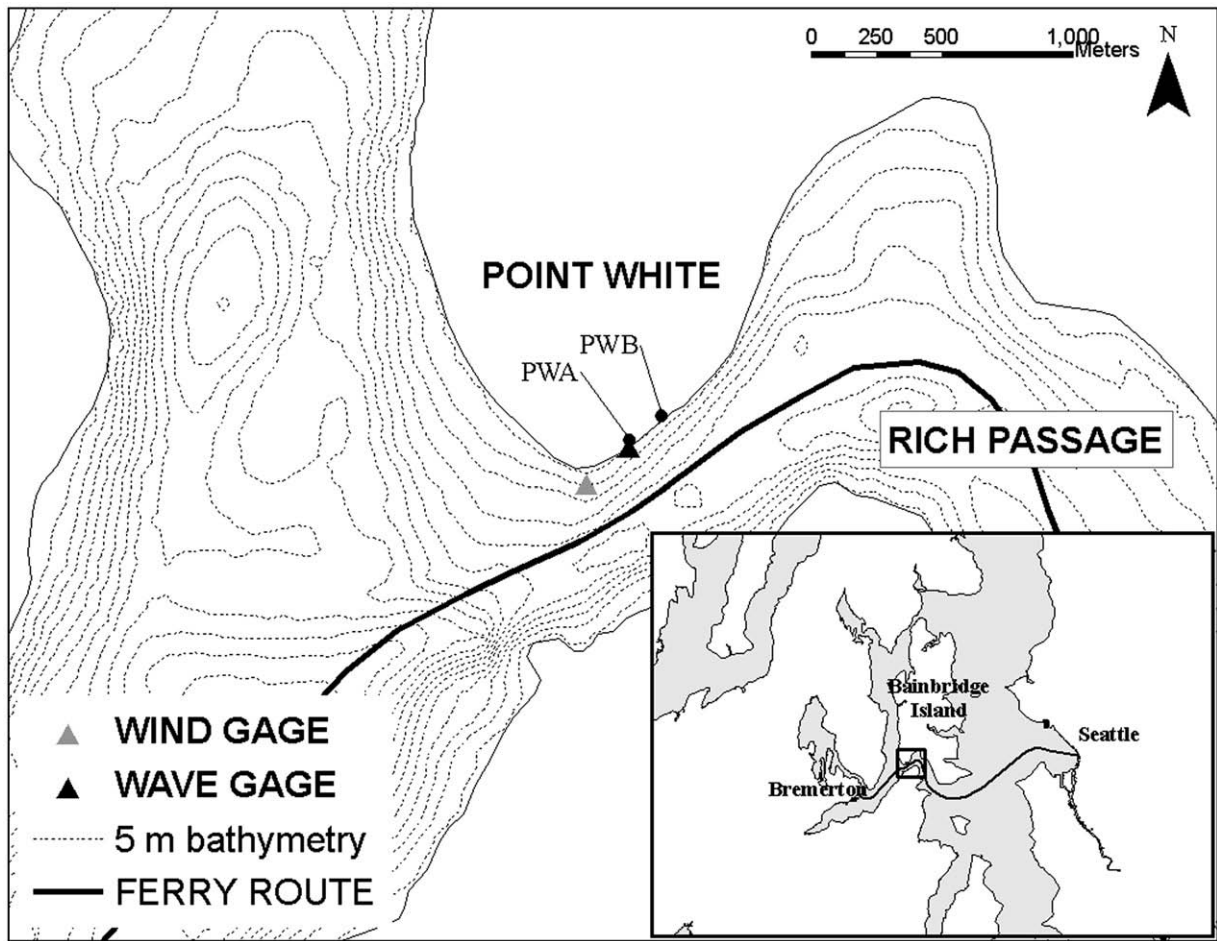 0 250 500 1,000
Meters
N
POINT WHITE
PWB
PWA
RICH PASSAGE
WIND GAGE
WAVE GAGE
5 m bathymetry
FERRY ROUTE
Bainbridge
Island
Seattle
Bremerton